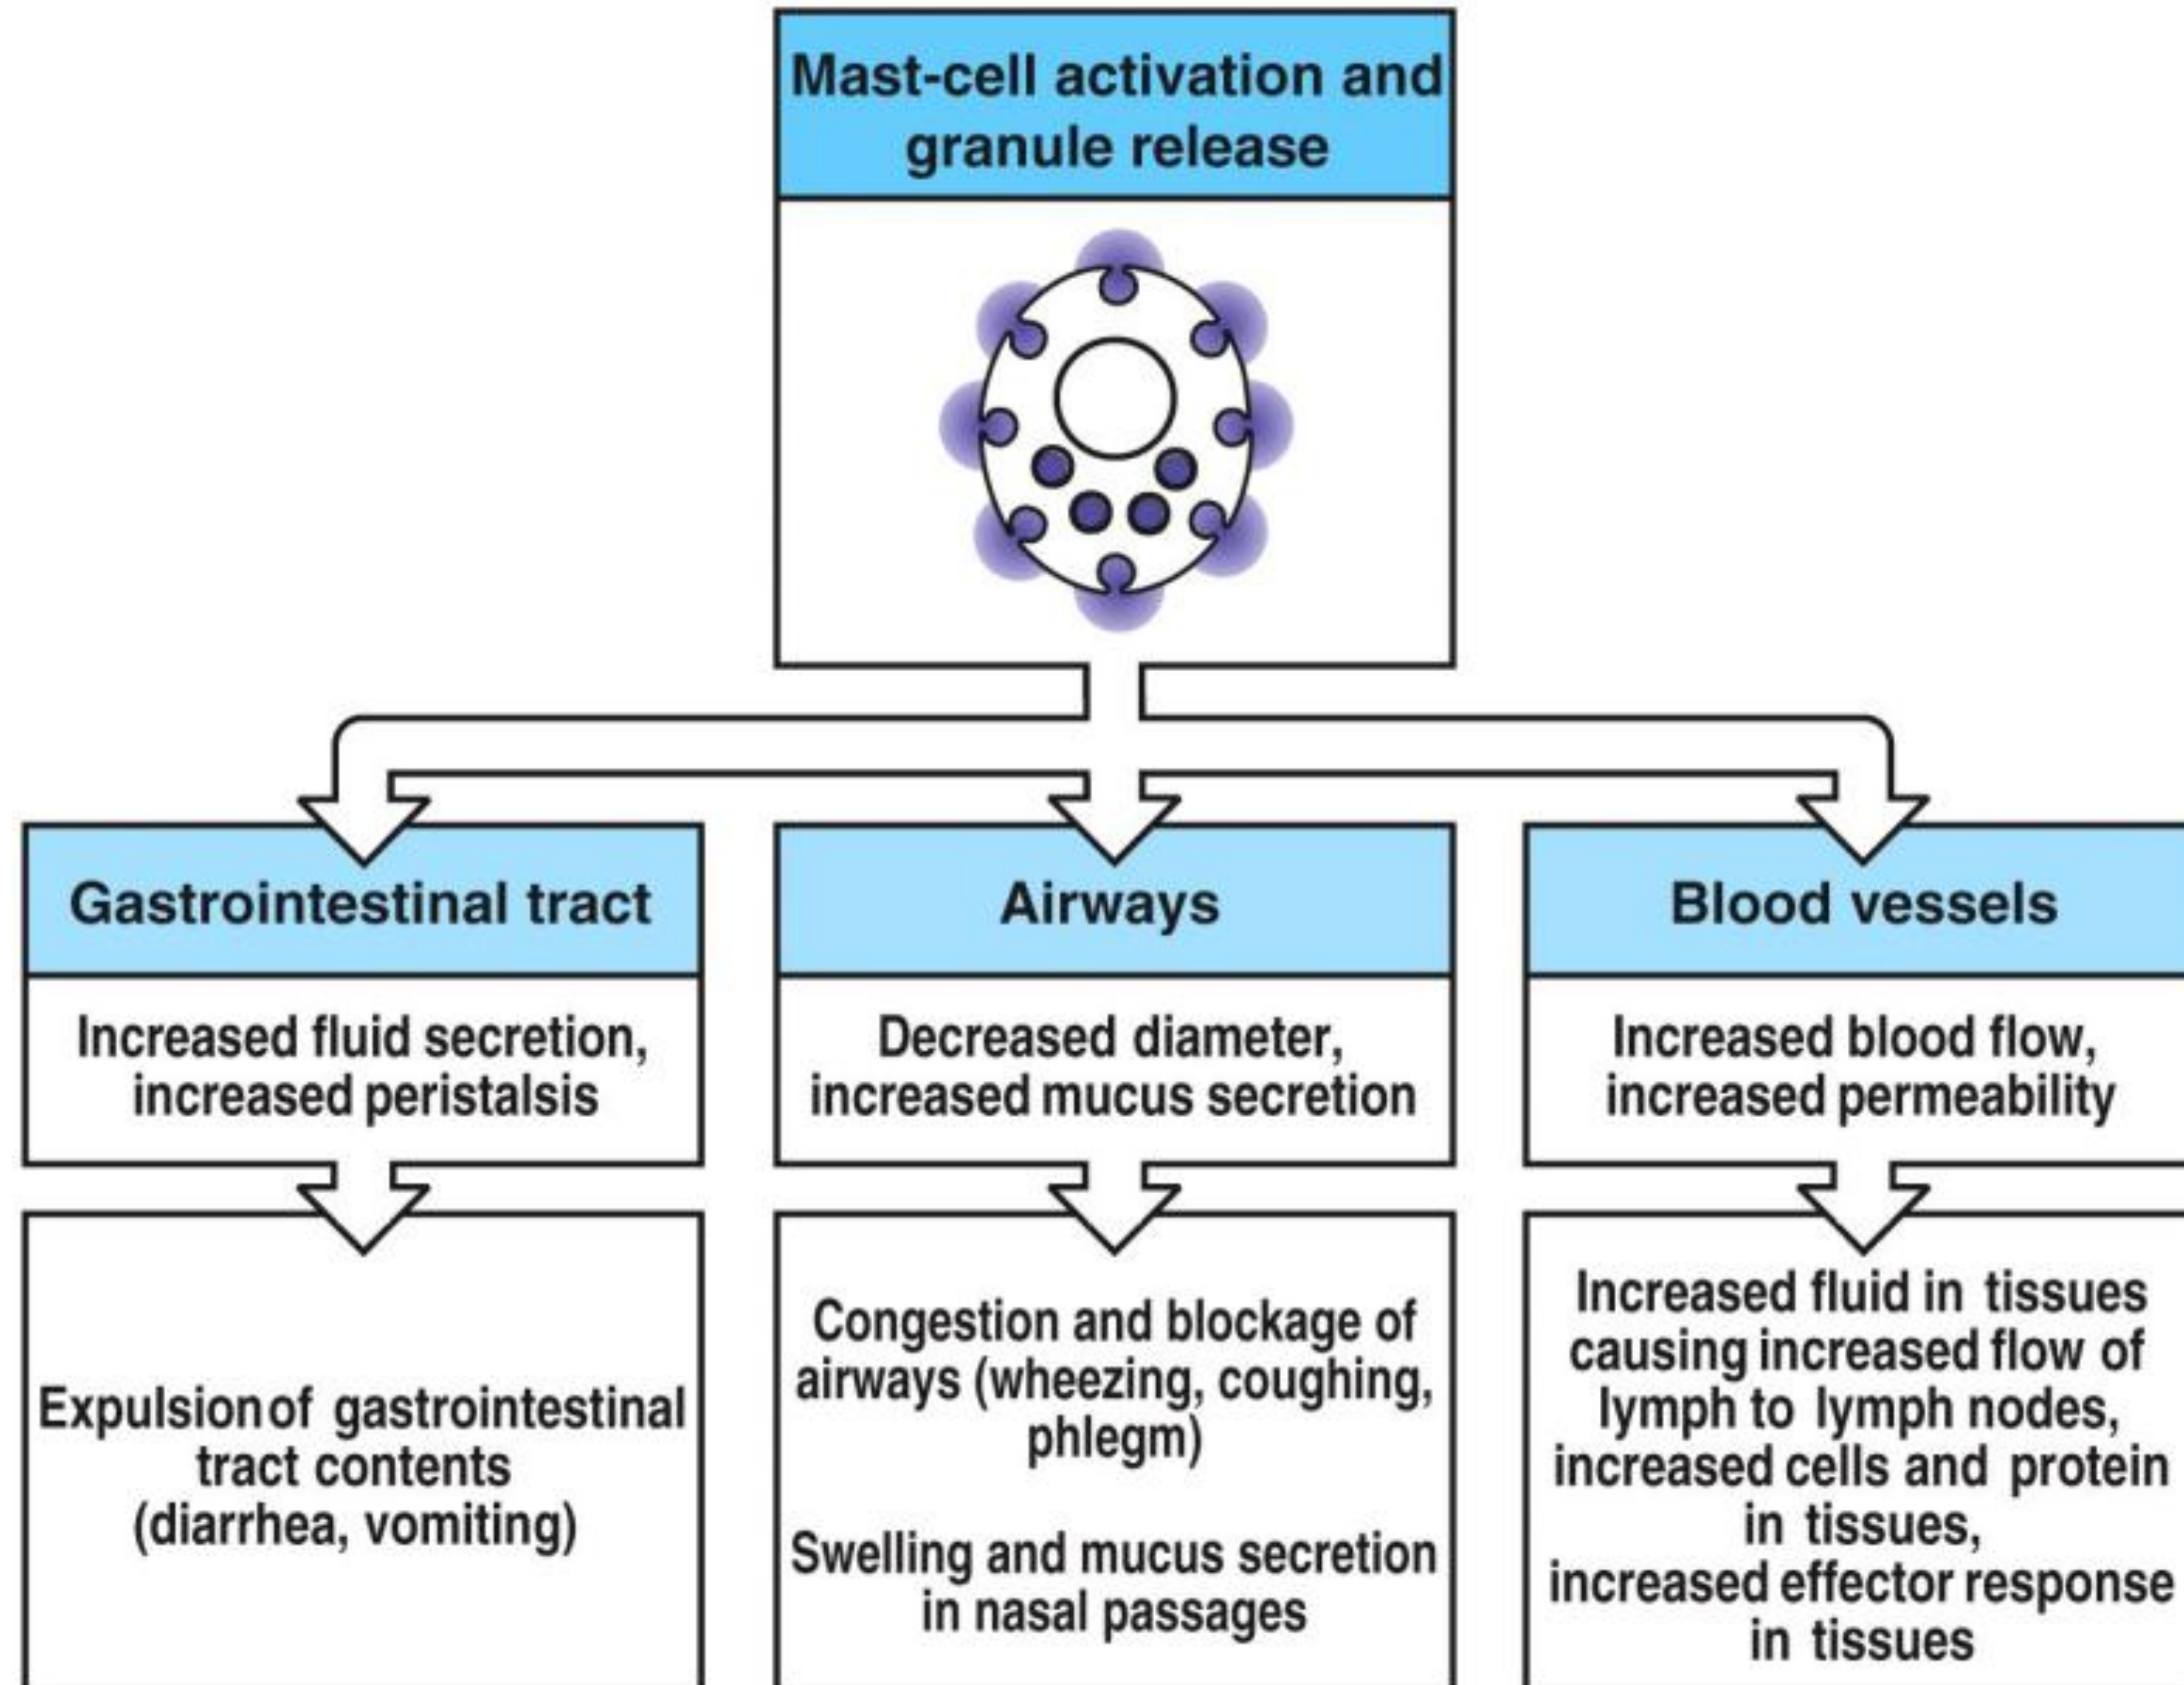 Mast-cell activation and
granule release
Gastrointestinal tract
Increased fluid secretion,
increased peristalsis
Expulsion of gastrointestinal
tract contents
(diarrhea, vomiting)
Airways
Decreased diameter,
increased mucus secretion
Congestion and blockage of
airways (wheezing, coughing,
phlegm)
Swelling and mucus secretion
in nasal passages
Blood vessels
Increased blood flow,
increased permeability
Increased fluid in tissues
causing increased flow of
lymph to lymph nodes,
increased cells and protein
in tissues,
increased effector response
in tissues